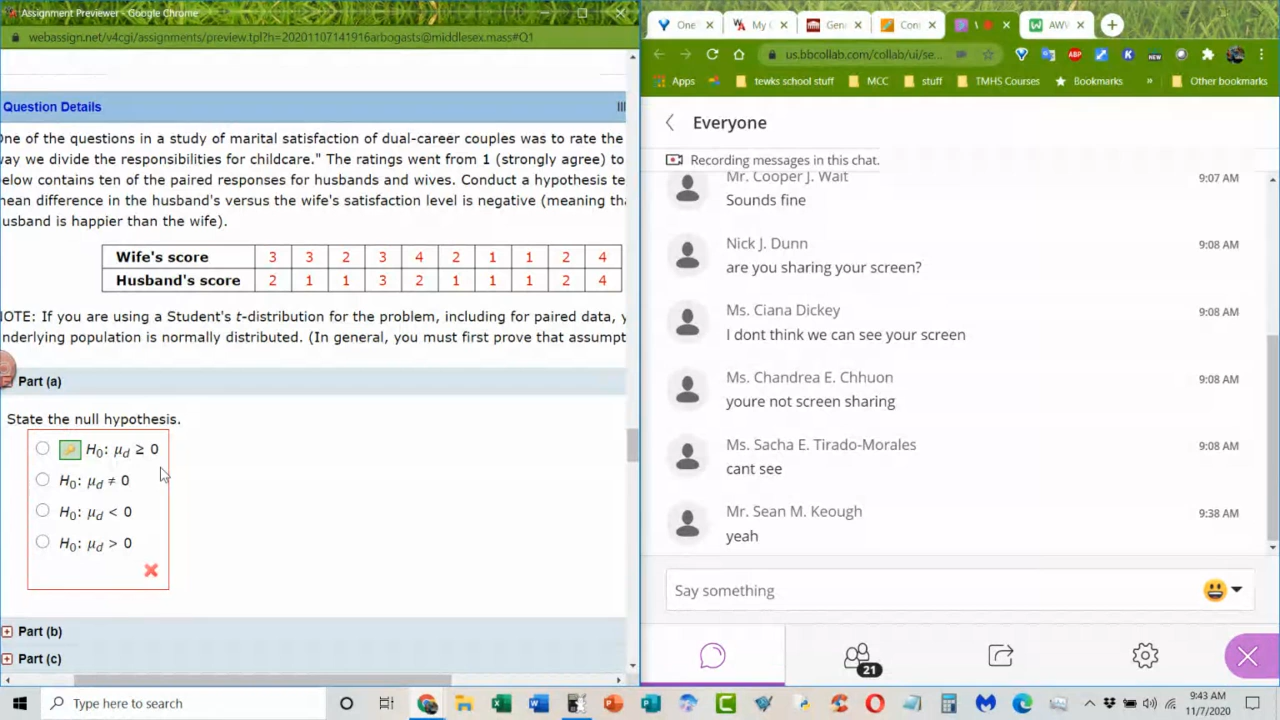 Assignment Previewer - Google Chrome
webassign.net/v4cgi/assignments/preview.tpl?h=20201107141916arbogasts@middlesex.mass#Q1
Question Details
One of the questions in a study of marital satisfaction of dual-career couples was to rate the
way we divide the responsibilities for childcare." The ratings went from 1 (strongly agree) to
below contains ten of the paired responses for husbands and wives. Conduct a hypothesis te
mean difference in the husband's versus the wife's satisfaction level is negative (meaning tha
usband is happier than the wife).
Wife's score 3 3 2 3 4 2 1 1 2 4
Husband's score 2 1 1 3 2 1 1 1 2 4
NOTE: If you are using a Student's t-distribution for the problem, including for paired data, y
nderlying population is normally distributed. (In general, you must first prove that assumpt
Part (a)
State the null hypothesis.
H0: μd ≥ 0
H0: μd ≠ 0
H0: μd < 0
H0: μd > 0
Part (b)
Part (c)
One
My C
Gen
Con
AW
us.bbcollab.com/collab/ui/se...
ABP
K
NEW
Apps
tewks school stuff
MCC
stuff
TMHS Courses
Bookmarks
»
Other bookmarks
Everyone
Recording messages in this chat.
Mr. Cooper J. Wait 9:07 AM
Sounds fine
Nick J. Dunn 9:08 AM
are you sharing your screen?
Ms. Ciana Dickey 9:08 AM
I dont think we can see your screen
Ms. Chandrea E. Chhuon 9:08 AM
youre not screen sharing
Ms. Sacha E. Tirado-Morales 9:08 AM
cant see
Mr. Sean M. Keough 9:38 AM
yeah
Say something
21
Type here to search
9:43 AM
11/7/2020